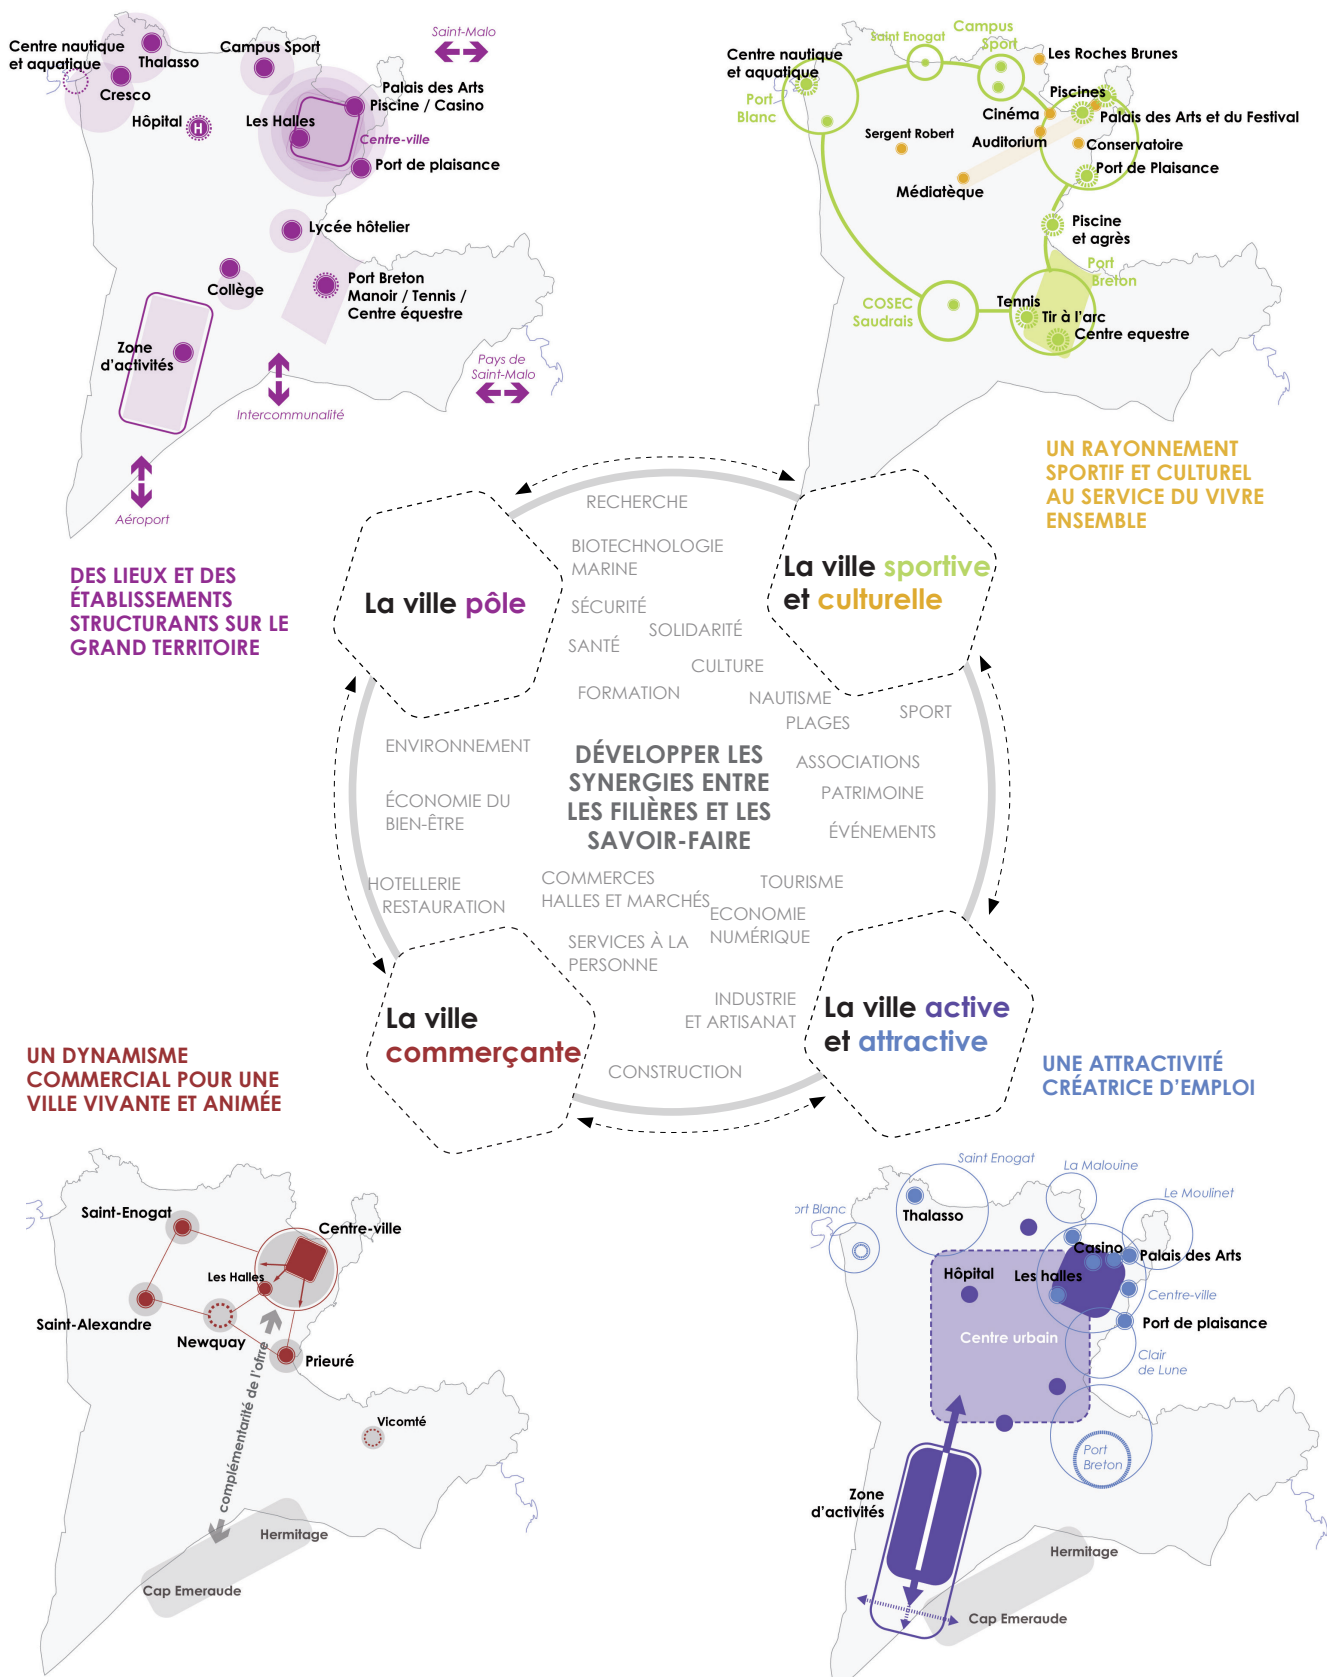 Centre nautique
et aquatique
Thalasso
Cresco
Campus Sport
Saint-Malo
Palais des Arts
Piscine / Casino
Hôpital
H
Les Halles
Centre-ville
Port de plaisance
Lycée hôtelier
Collège
Port Breton
Manoir / Tennis /
Centre équestre
Zone
d'activités
Pays de
Saint-Malo
Intercommunalité
Aéroport
DES LIEUX ET DES
ÉTABLISSEMENTS
STRUCTURANTS SUR LE
GRAND TERRITOIRE
Centre nautique
et aquatique
Saint Enogat
Campus
Sport
Les Roches Brunes
Port
Blanc
Piscines
Cinéma
Palais des Arts et du Festival
Sergent Robert
Auditorium
Conservatoire
Médiatèque
Port de Plaisance
Piscine
et agrès
Port
Breton
COSEC
Saudrais
Tennis
Tir à l'arc
Centre equestre
UN RAYONNEMENT
SPORTIF ET CULTUREL
AU SERVICE DU VIVRE
ENSEMBLE
La ville pôle
La ville sportive
et culturelle
RECHERCHE
BIOTECHNOLOGIE
MARINE
SÉCURITÉ
SOLIDARITÉ
SANTÉ
CULTURE
FORMATION
NAUTISME
PLAGES
SPORT
ENVIRONNEMENT
DÉVELOPPER LES
SYNERGIES ENTRE
LES FILIÈRES ET LES
SAVOIR-FAIRE
ASSOCIATIONS
PATRIMOINE
ÉVÉNEMENTS
ÉCONOMIE DU
BIEN-ÊTRE
HOTELLERIE
RESTAURATION
COMMERCES
HALLES ET MARCHÉS
TOURISME
ECONOMIE
NUMÉRIQUE
SERVICES À LA
PERSONNE
INDUSTRIE
ET ARTISANAT
CONSTRUCTION
La ville
commerçante
La ville active
et attractive
UN DYNAMISME
COMMERCIAL POUR UNE
VILLE VIVANTE ET ANIMÉE
UNE ATTRACTIVITÉ
CRÉATRICE D'EMPLOI
Saint-Enogat
Centre-ville
Les Halles
Saint-Alexandre
Newquay
Prieuré
complémentarité de l'ofre
Vicomté
Hermitage
Cap Emeraude
Saint Enogat
La Malouine
Le Moulinet
ort Blanc
Thalasso
Casino
Palais des Arts
Hôpital
Les halles
Centre-ville
Port de plaisance
Centre urbain
Clair
de Lune
Port
Breton
Zone
d'activités
Hermitage
Cap Emeraude